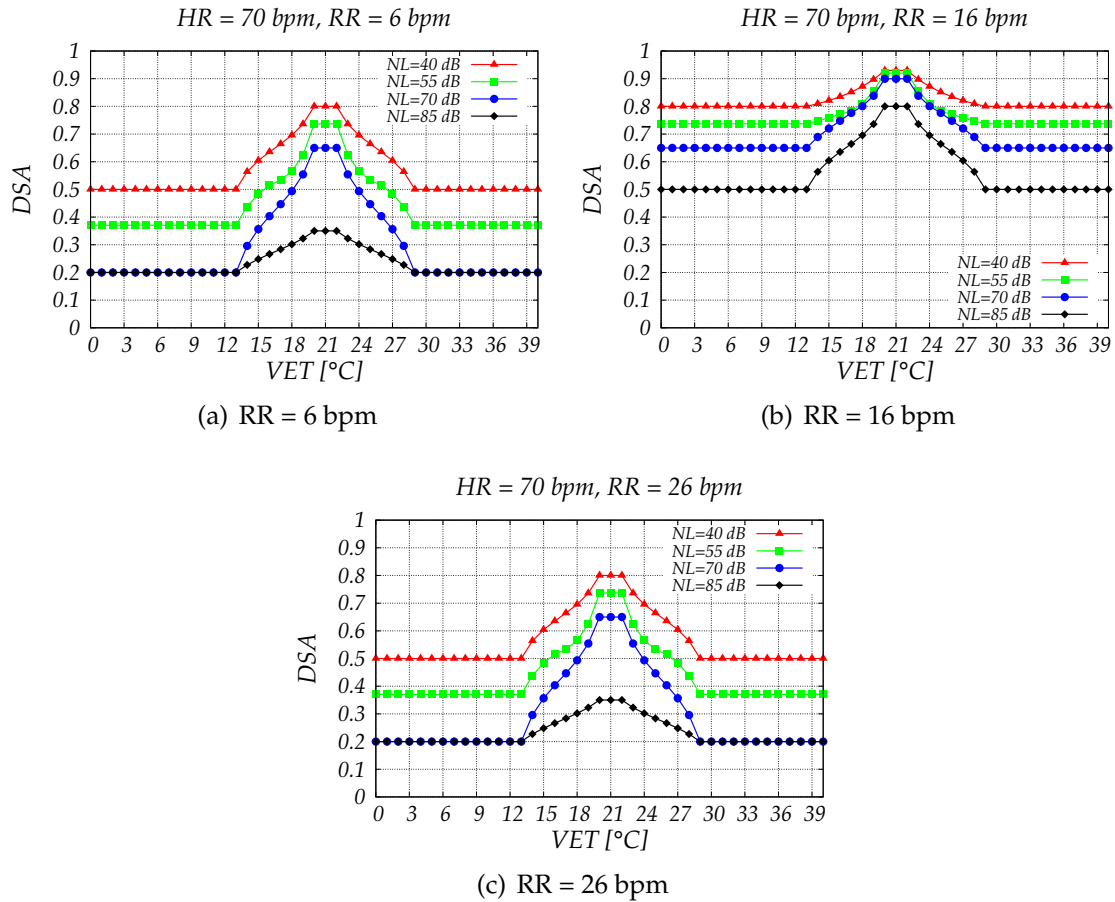 HR = 70 bpm, RR = 6 bpm
DSA
1
0.9
0.8
0.7
0.6
0.5
0.4
0.3
0.2
0.1
0
NL=40 dB
NL=55 dB
NL=70 dB
NL=85 dB
0 3 6 9 12 15 18 21 24 27 30 33 36 39
VET [°C]
(a) RR = 6 bpm
HR = 70 bpm, RR = 16 bpm
DSA
1
0.9
0.8
0.7
0.6
0.5
0.4
0.3
0.2
0.1
0
NL=40 dB
NL=55 dB
NL=70 dB
NL=85 dB
0 3 6 9 12 15 18 21 24 27 30 33 36 39
VET [°C]
(b) RR = 16 bpm
HR = 70 bpm, RR = 26 bpm
DSA
1
0.9
0.8
0.7
0.6
0.5
0.4
0.3
0.2
0.1
0
NL=40 dB
NL=55 dB
NL=70 dB
NL=85 dB
0 3 6 9 12 15 18 21 24 27 30 33 36 39
VET [°C]
(c) RR = 26 bpm